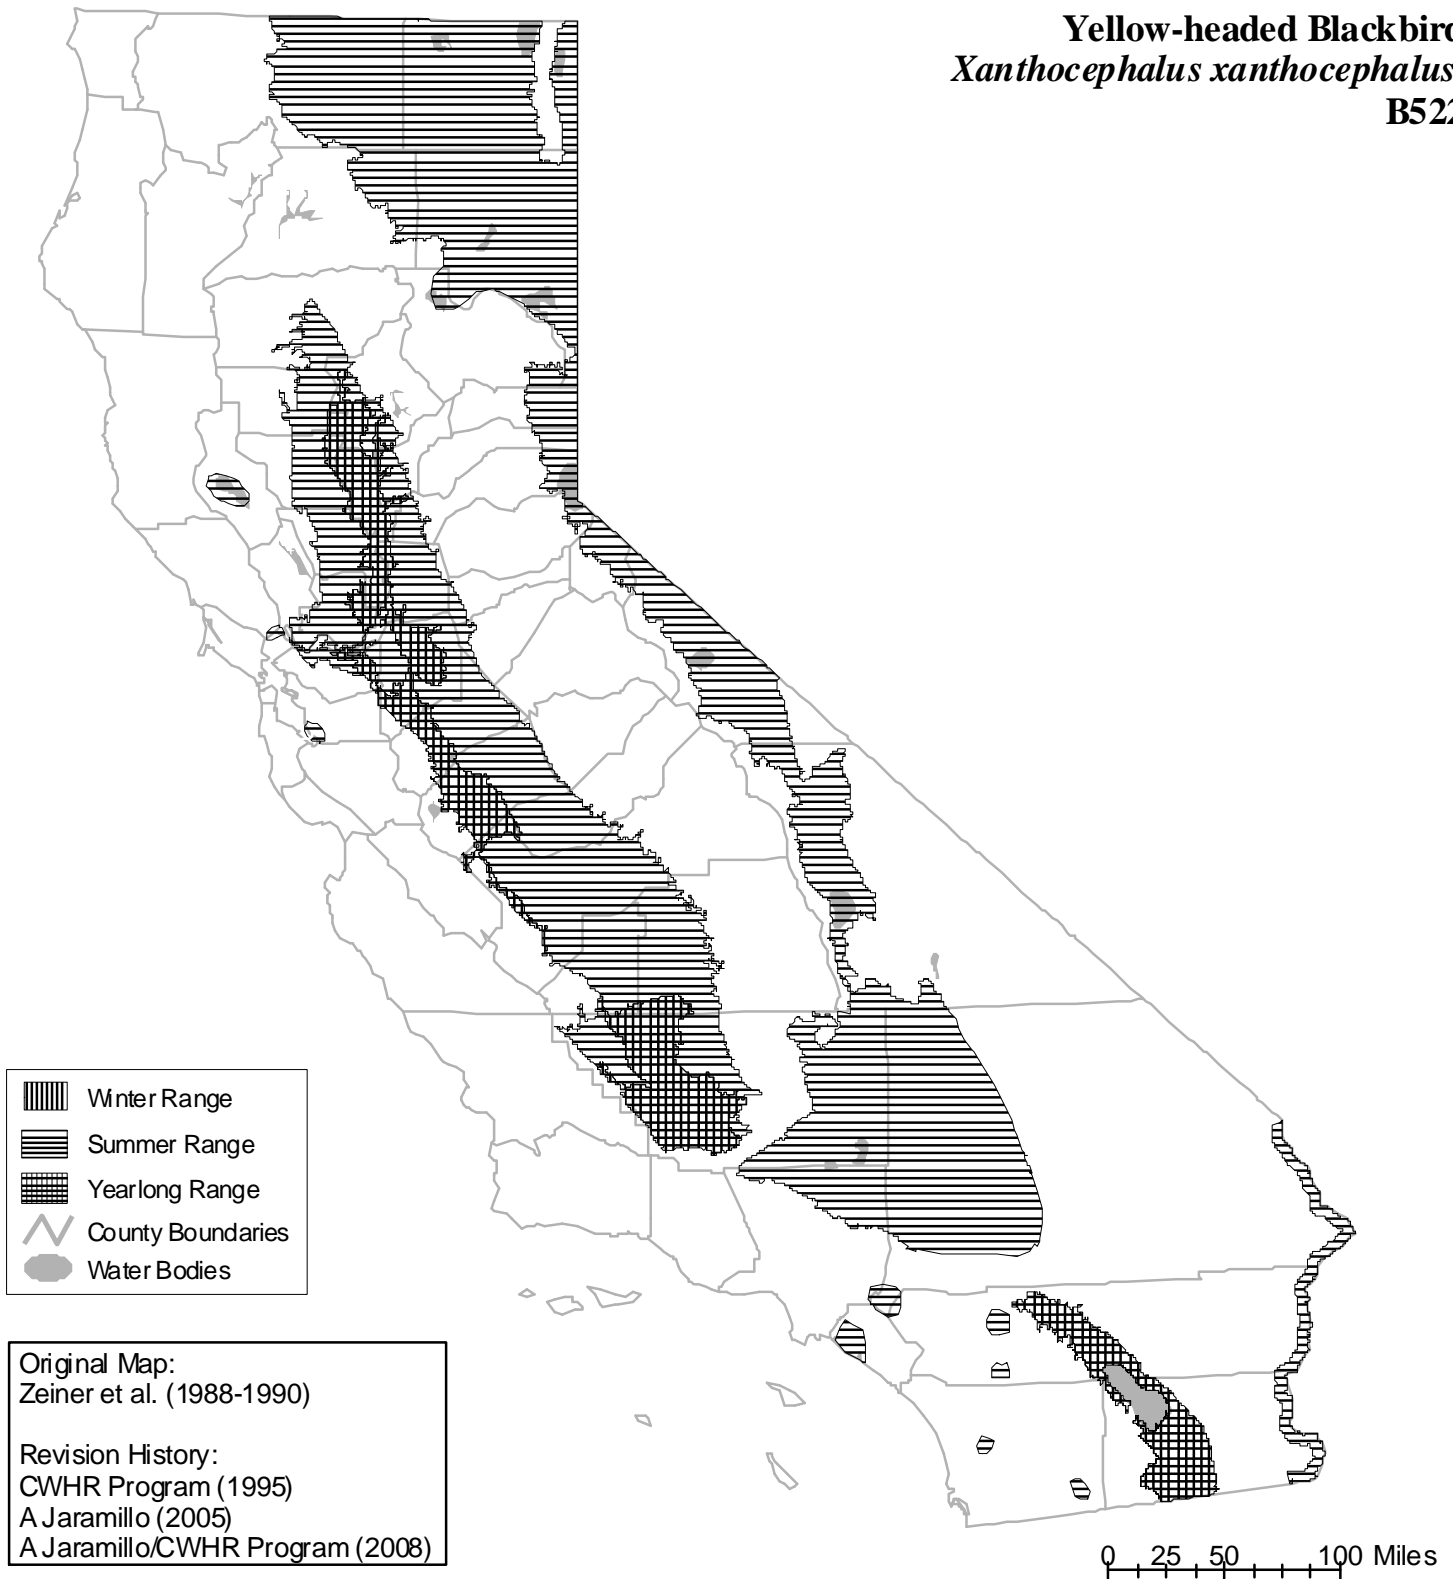 Yellow-headed Blackbird
Xanthocephalus xanthocephalus
B522
Winter Range
Summer Range
Yearlong Range
County Boundaries
Water Bodies
Original Map:
Zeiner et al. (1988-1990)
Revision History:
CWHR Program (1995)
A Jaramillo (2005)
A Jaramillo/CWHR Program (2008)
0 25 50 100 Miles